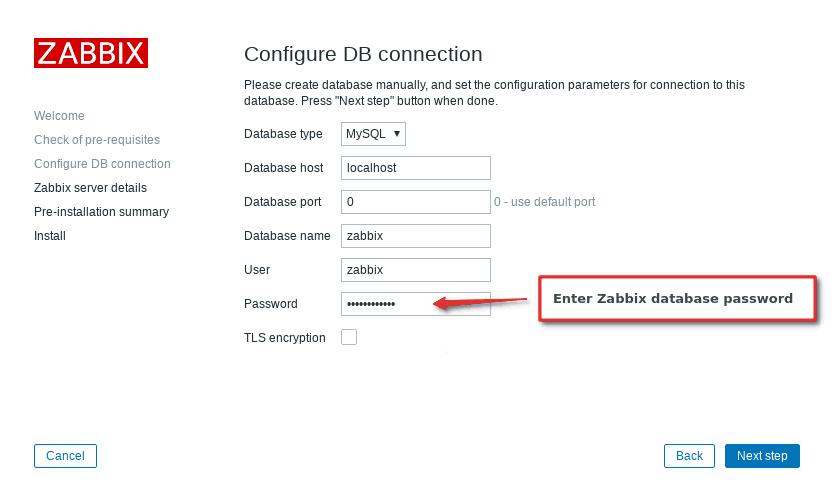 ZABBIX
Welcome
Check of pre-requisites
Configure DB connection
Zabbix server details
Pre-installation summary
Install
Configure DB connection
Please create database manually, and set the configuration parameters for connection to this
database. Press "Next step" button when done.
Database type MySQL
Database host localhost
Database port 0 0 - use default port
Database name zabbix
User zabbix
Password ••••••••••••
Enter Zabbix database password
TLS encryption
Cancel
Back
Next step